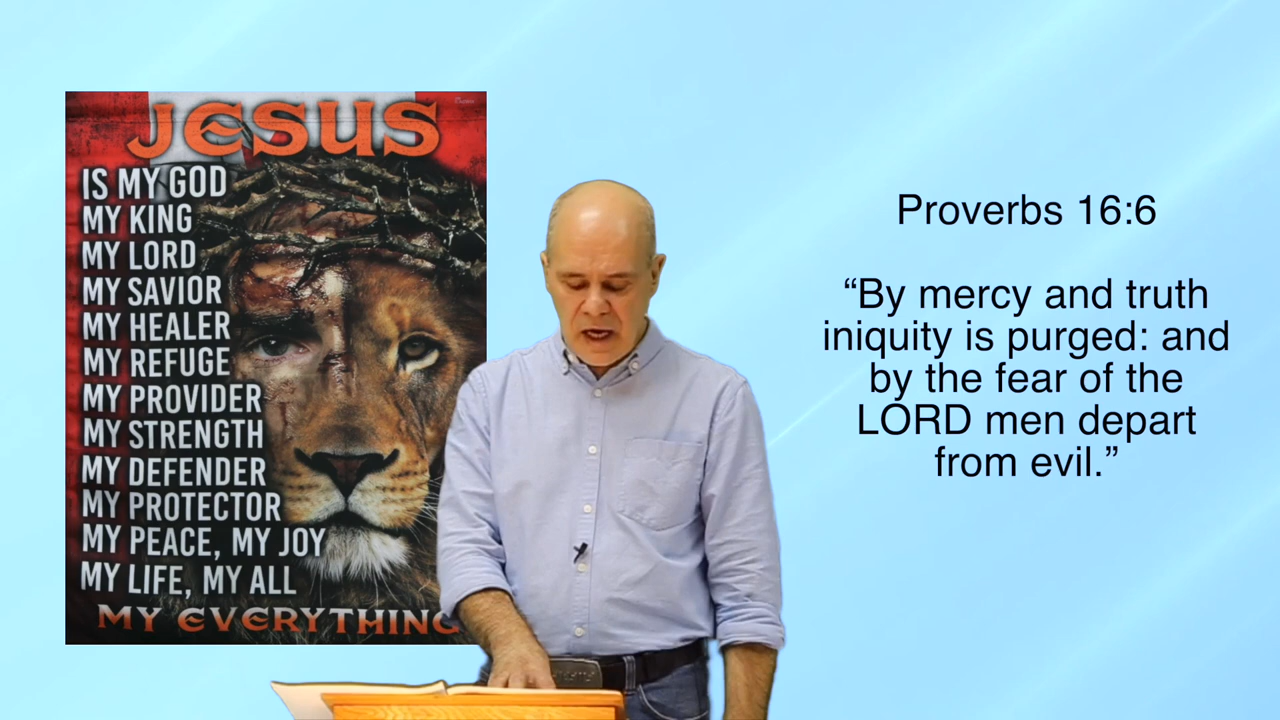 JESUS
IS MY GOD
MY KING
MY LORD
MY SAVIOR
MY HEALER
MY REFUGE
MY PROVIDER
MY STRENGTH
MY DEFENDER
MY PROTECTOR
MY PEACE, MY JOY
MY LIFE, MY ALL
MY EVERYTHING
Proverbs 16:6
“By mercy and truth
iniquity is purged: and
by the fear of the
LORD men depart
from evil.”